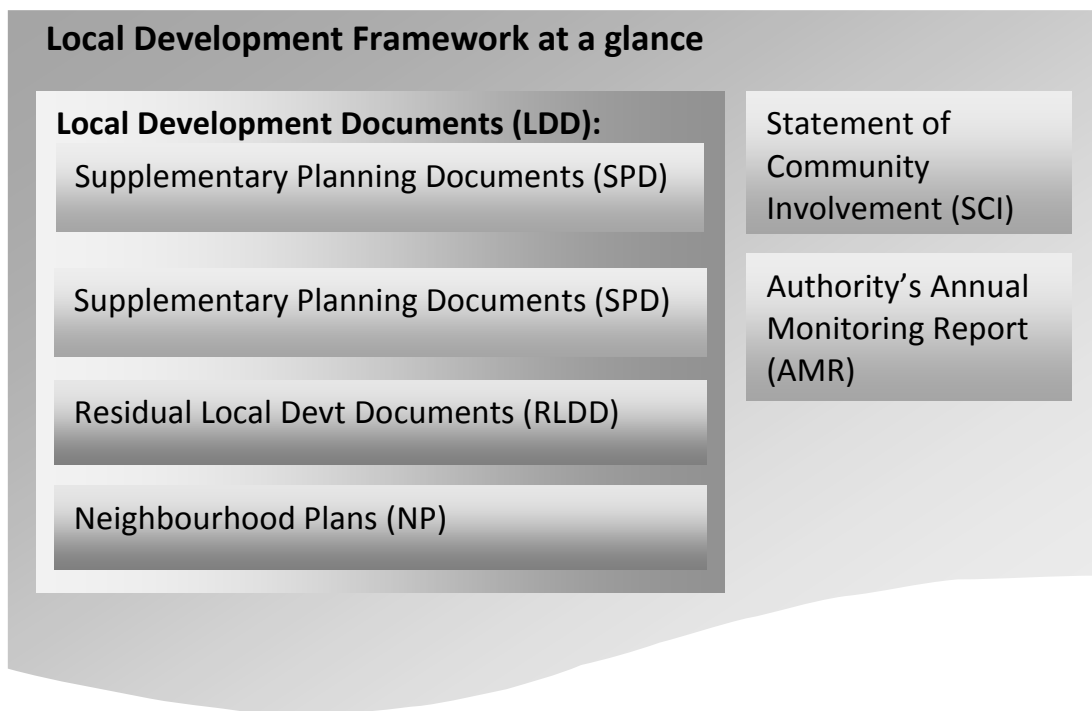 Local Development Framework at a glance
Local Development Documents (LDD):
Supplementary Planning Documents (SPD)
Supplementary Planning Documents (SPD)
Residual Local Devt Documents (RLDD)
Neighbourhood Plans (NP)
Statement of
Community
Involvement (SCI)
Authority’s Annual
Monitoring Report
(AMR)